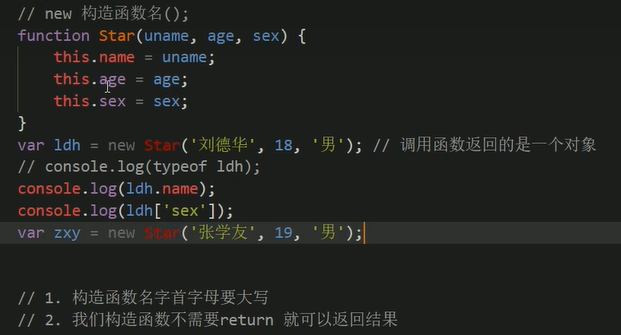 // new 构造函数名();
function Star(uname, age, sex) {
    this.name = uname;
    this.age = age;
    this.sex = sex;
}
var ldh = new Star('刘德华', 18, '男'); // 调用函数返回的是一个对象
// console.log(typeof ldh);
console.log(ldh.name);
console.log(ldh['sex']);
var zxy = new Star('张学友', 19, '男');
// 1. 构造函数名字首字母要大写
// 2. 我们构造函数不需要return 就可以返回结果